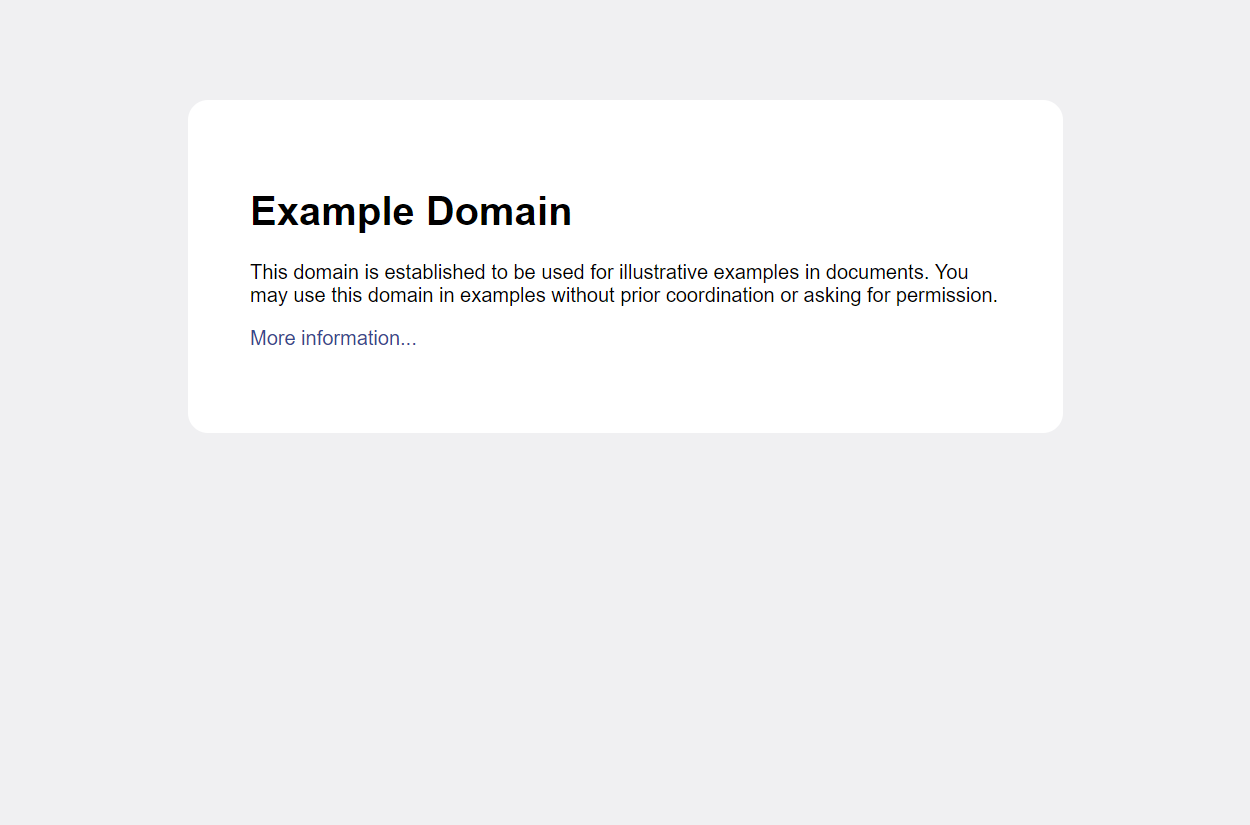 Example Domain
This domain is established to be used for illustrative examples in documents. You
may use this domain in examples without prior coordination or asking for permission.
More information...